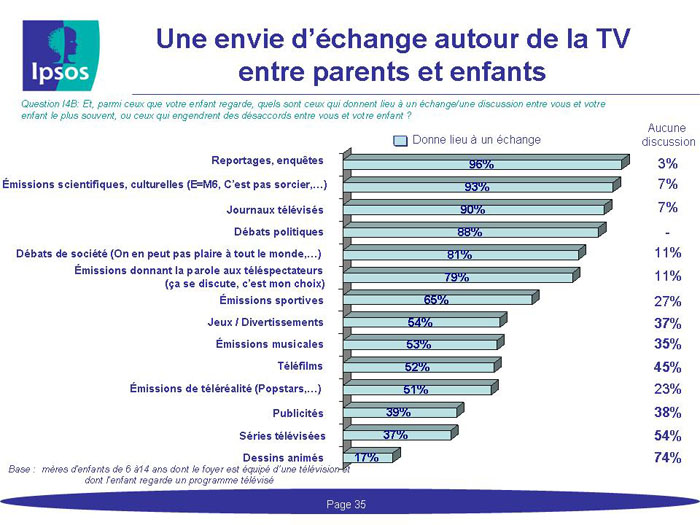 Ipsos
Une envie d'échange autour de la TV
entre parents et enfants
Question I4B: Et, parmi ceux que votre enfant regarde, quels sont ceux qui donnent lieu à un échange/une discussion entre vous et votre
enfant le plus souvent, ou ceux qui engendrent des désaccords entre vous et votre enfant ?
Donne lieu à un échange
Aucune
discussion
Reportages, enquêtes 96% 3%
Émissions scientifiques, culturelles (E=M6, C'est pas sorcier,…) 93% 7%
Journaux télévisés 90% 7%
Débats politiques 88% -
Débats de société (On en peut pas plaire à tout le monde,…) 81% 11%
Émissions donnant la parole aux téléspectateurs
(ça se discute, c'est mon choix) 79% 11%
Émissions sportives 65% 27%
Jeux / Divertissements 54% 37%
Émissions musicales 53% 35%
Téléfilms 52% 45%
Émissions de téléréalité (Popstars,…) 51% 23%
Publicités 39% 38%
Séries télévisées 37% 54%
Dessins animés 17% 74%
Base : mères d'enfants de 6 à14 ans dont le foyer est équipé d'une télévision et
dont l'enfant regarde un programme télévisé
Page 35